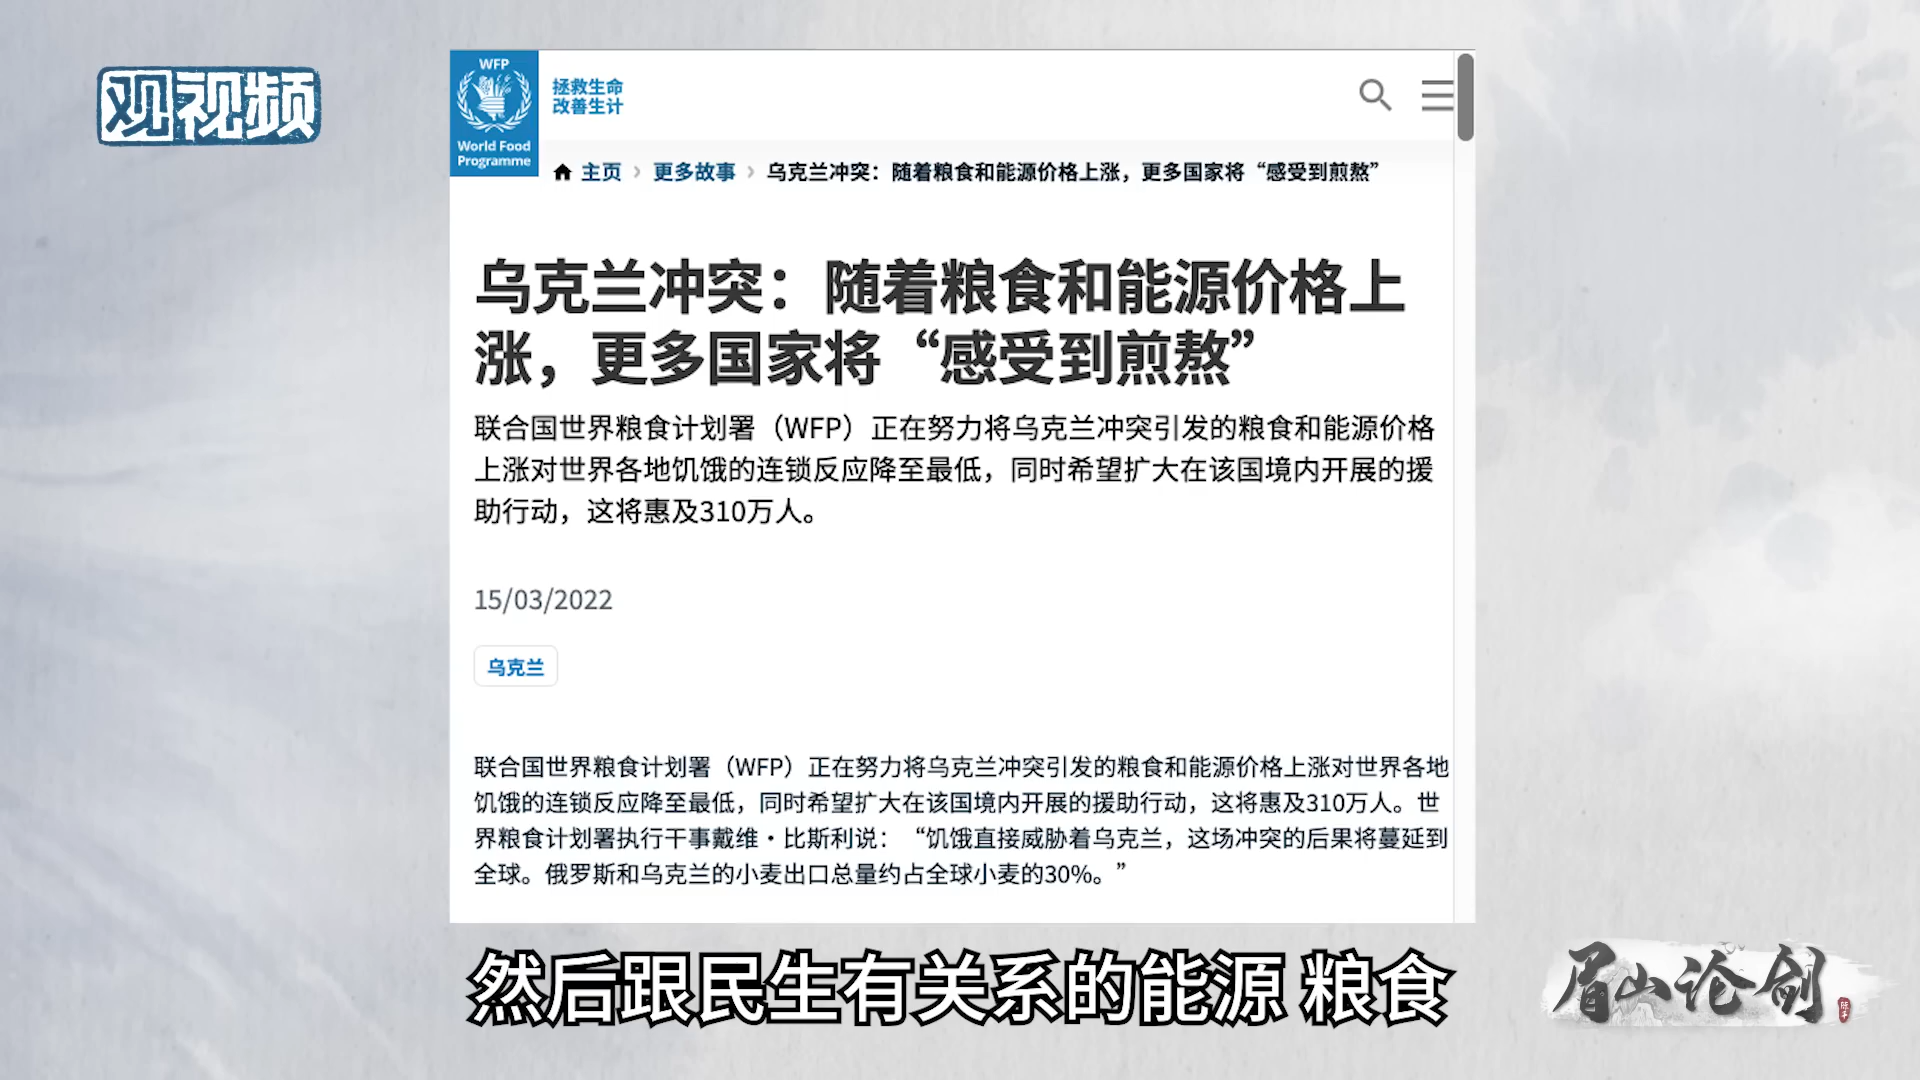 观视频
WFP
World Food
Programme
拯救生命
改善生计
主页 › 更多故事 › 乌克兰冲突：随着粮食和能源价格上涨，更多国家将“感受到煎熬”
乌克兰冲突：随着粮食和能源价格上
涨，更多国家将“感受到煎熬”
联合国世界粮食计划署（WFP）正在努力将乌克兰冲突引发的粮食和能源价格
上涨对世界各地饥饿的连锁反应降至最低，同时希望扩大在该国境内开展的援
助行动，这将惠及310万人。
15/03/2022
乌克兰
联合国世界粮食计划署（WFP）正在努力将乌克兰冲突引发的粮食和能源价格上涨对世界各地
饥饿的连锁反应降至最低，同时希望扩大在该国境内开展的援助行动，这将惠及310万人。世
界粮食计划署执行干事戴维·比斯利说：“饥饿直接威胁着乌克兰，这场冲突的后果将蔓延到
全球。俄罗斯和乌克兰的小麦出口总量约占全球小麦的30%。”
然后跟民生有关系的能源 粮食
眉山论剑